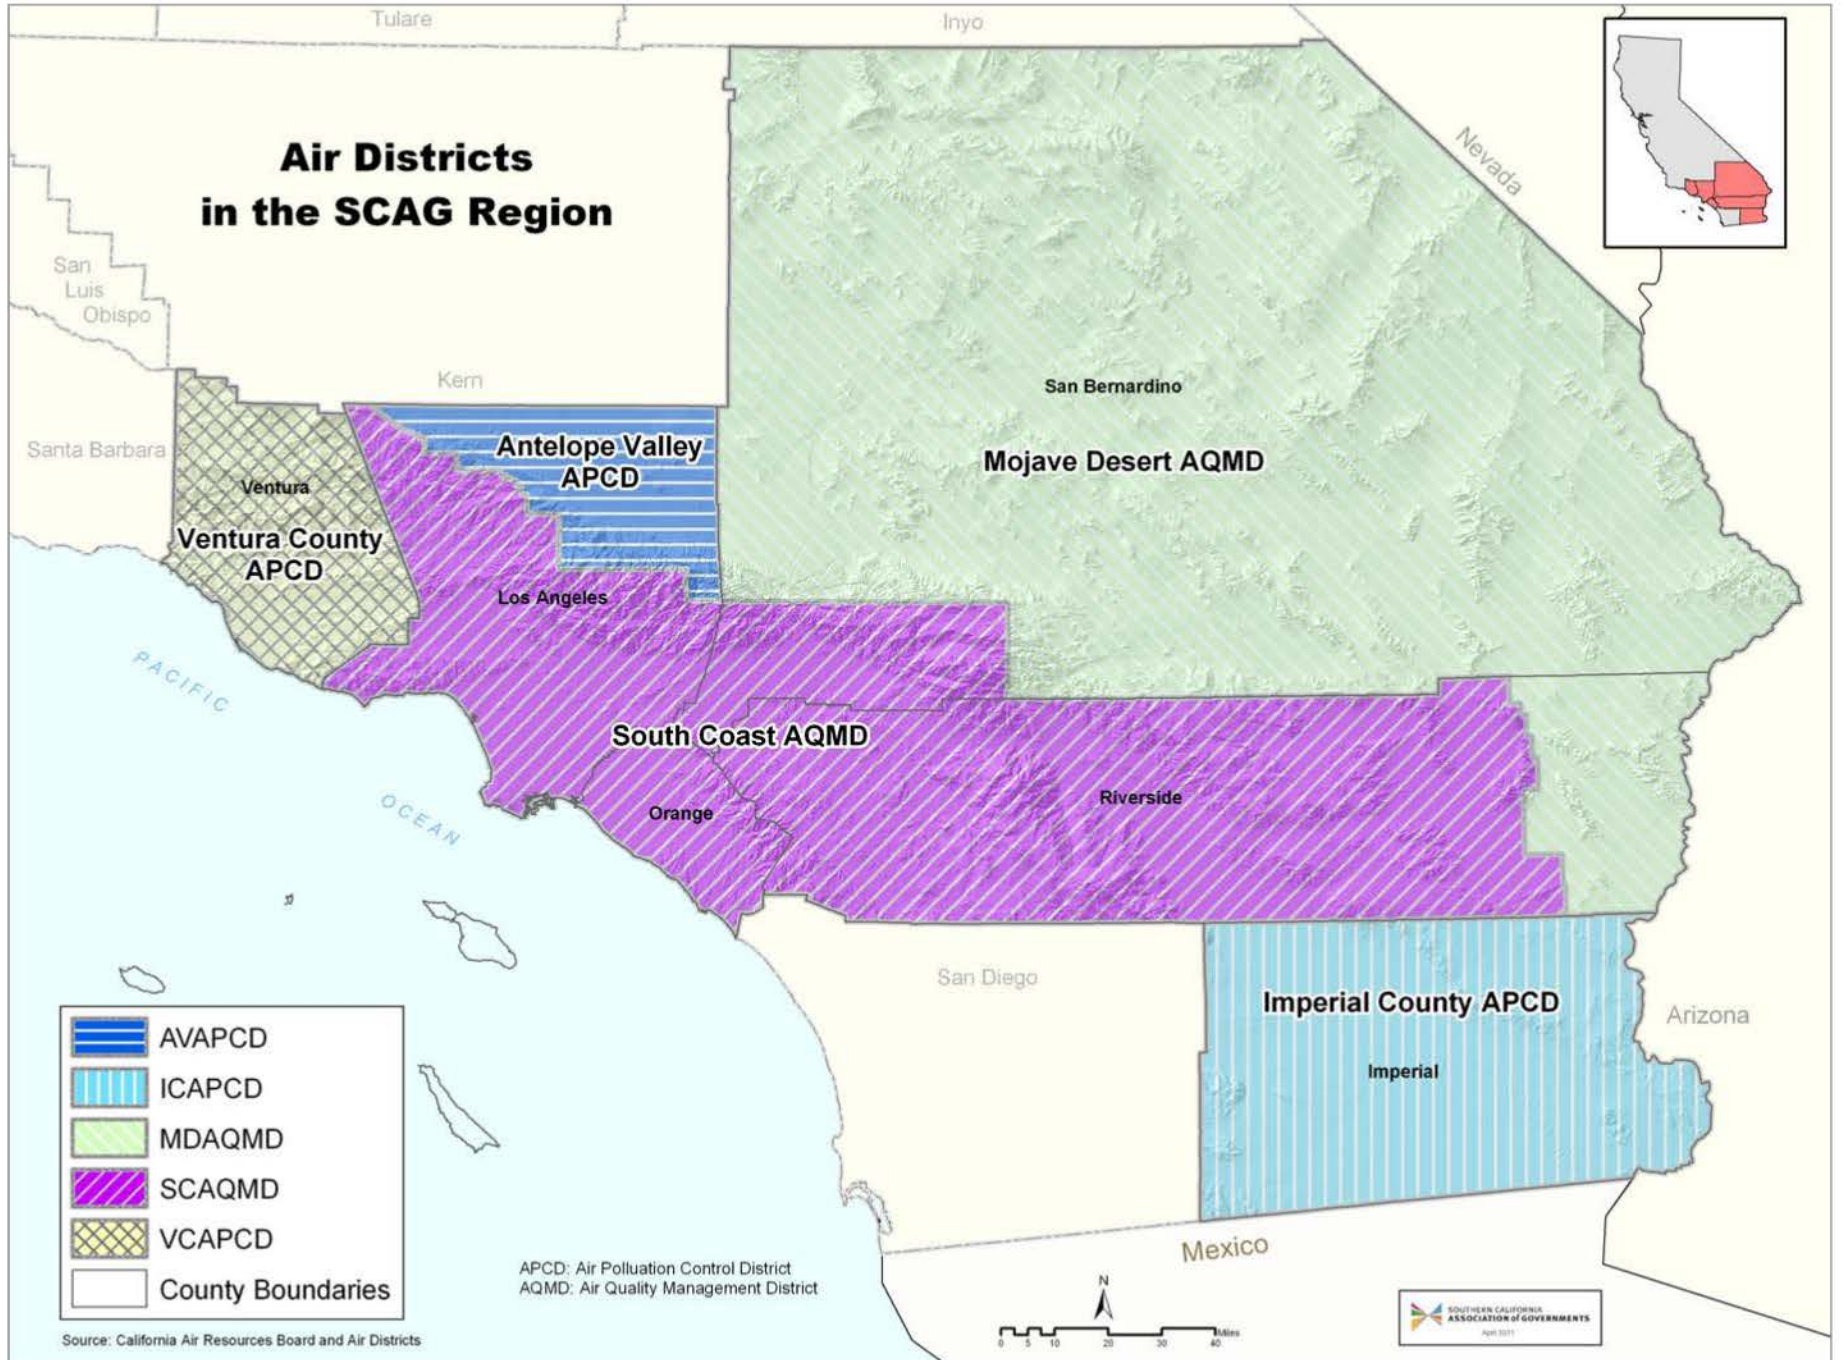 Tulare
Inyo
Air Districts
in the SCAG Region
Nevada
San
Luis
Obispo
Kern
San Bernardino
Santa Barbara
Antelope Valley
APCD
Mojave Desert AQMD
Ventura
Ventura County
APCD
Los Angeles
PACIFIC
OCEAN
South Coast AQMD
Riverside
Orange
San Diego
Imperial County APCD
Arizona
Imperial
AVAPCD
ICAPCD
MDAQMD
SCAQMD
VCAPCD
County Boundaries
Mexico
APCD: Air Polluation Control District
AQMD: Air Quality Management District
N
Miles
0 5 10 20 30 40
SOUTHERN CALIFORNIA
ASSOCIATION of GOVERNMENTS
Source: California Air Resources Board and Air Districts